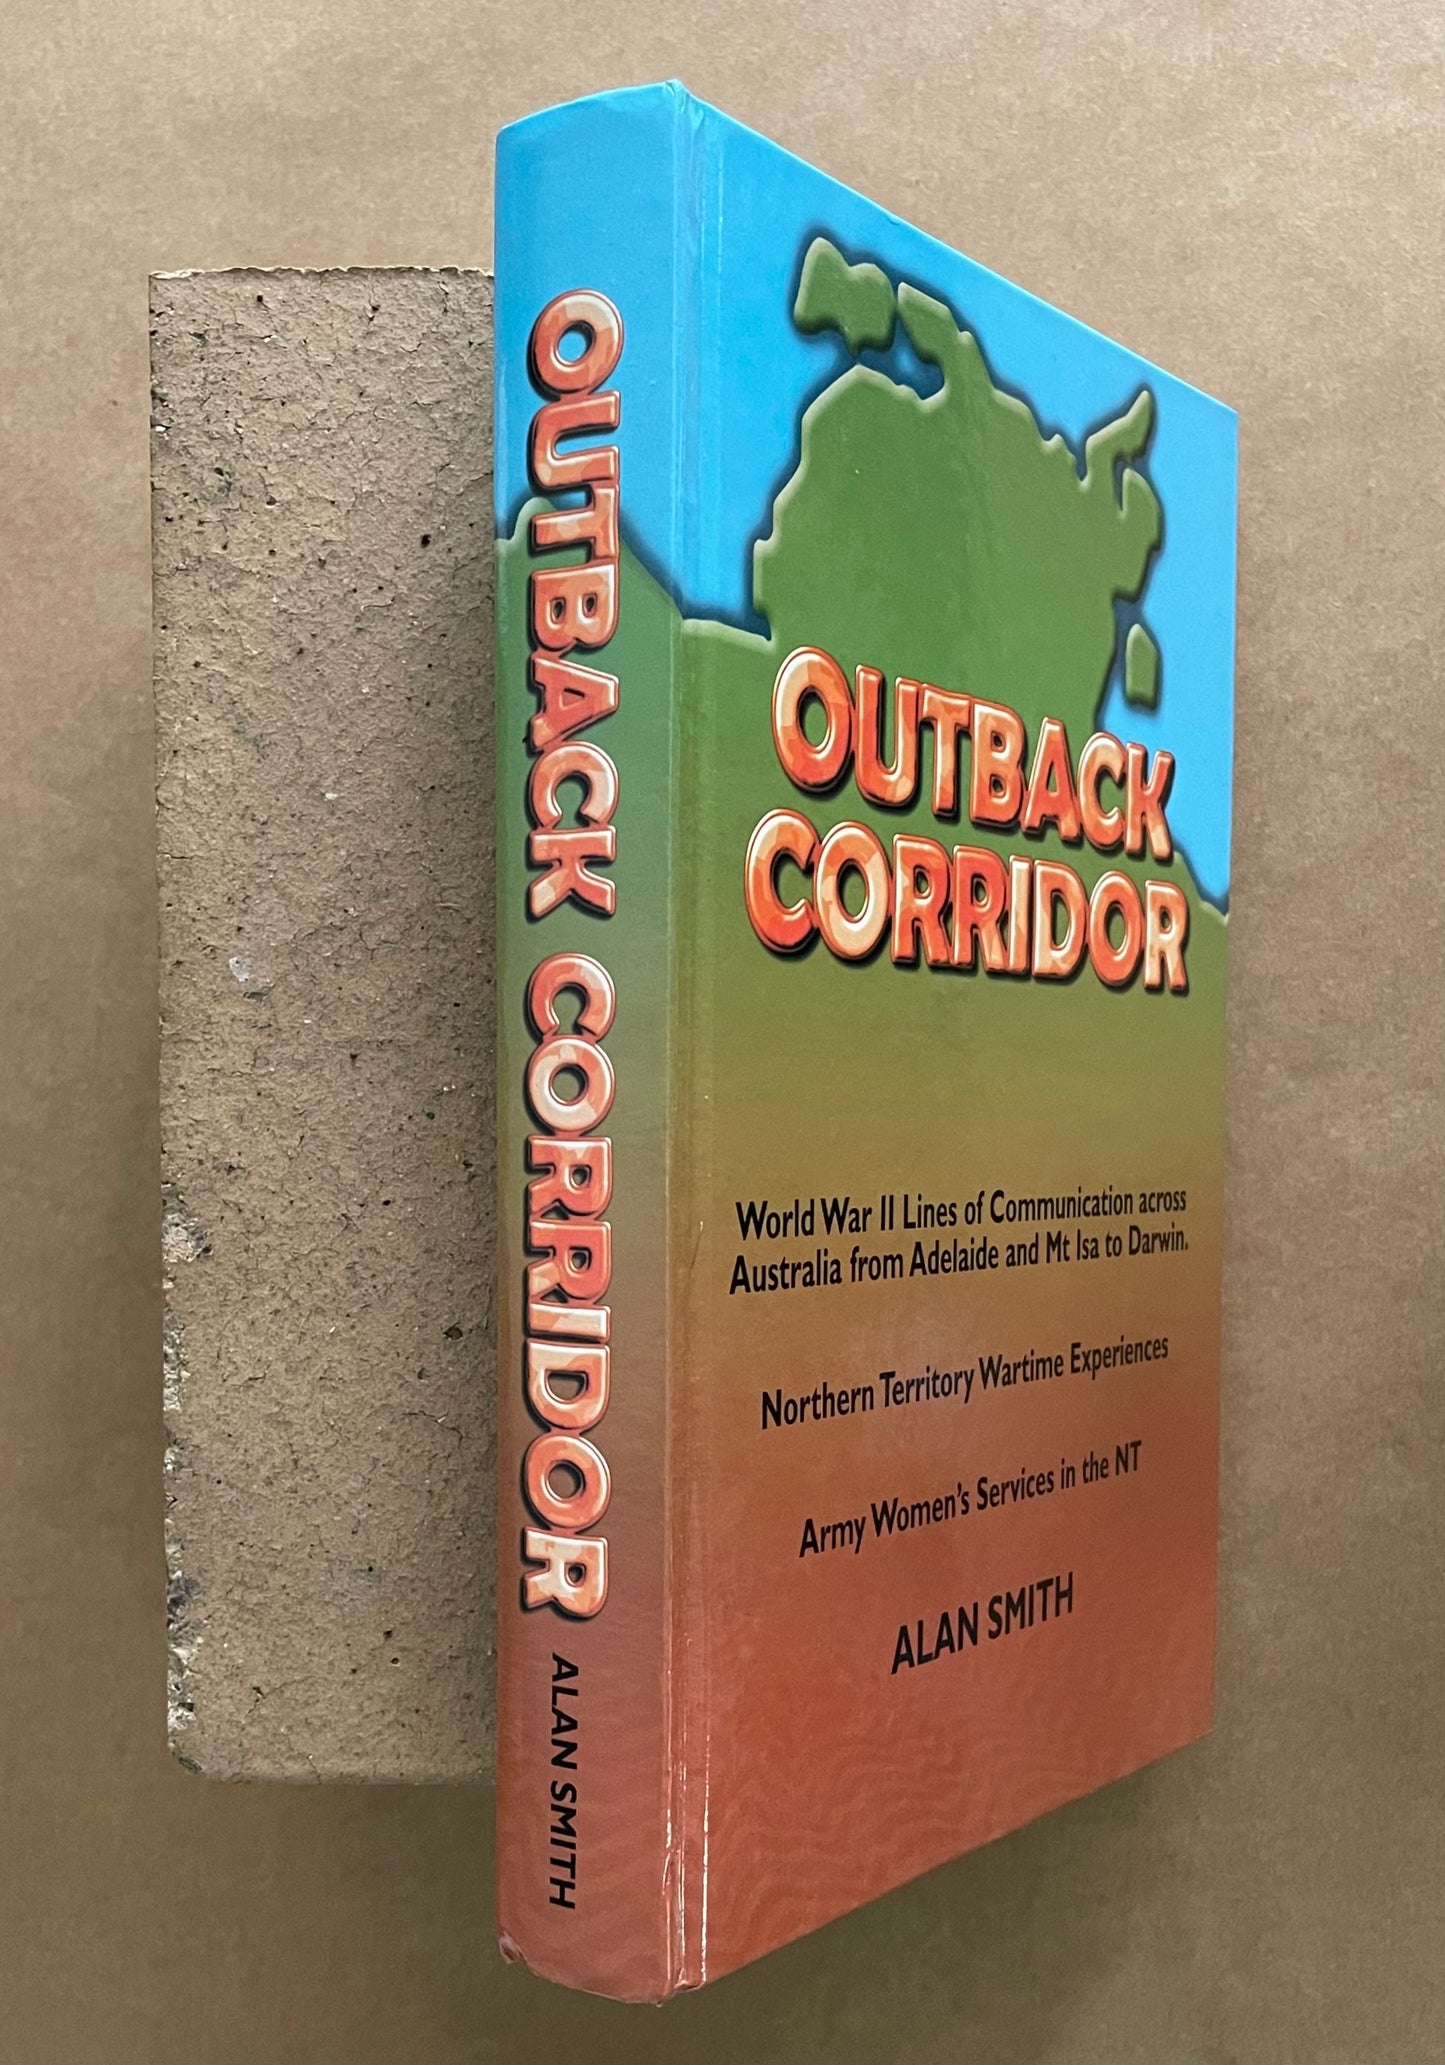 OUTBACK CORRIDOR ALAN SMITH
OUTBACK
CORRIDOR
World War II Lines of Communication across
Australia from Adelaide and Mt Isa to Darwin.
Northern Territory Wartime Experiences
Army Women's Services in the NT
ALAN SMITH